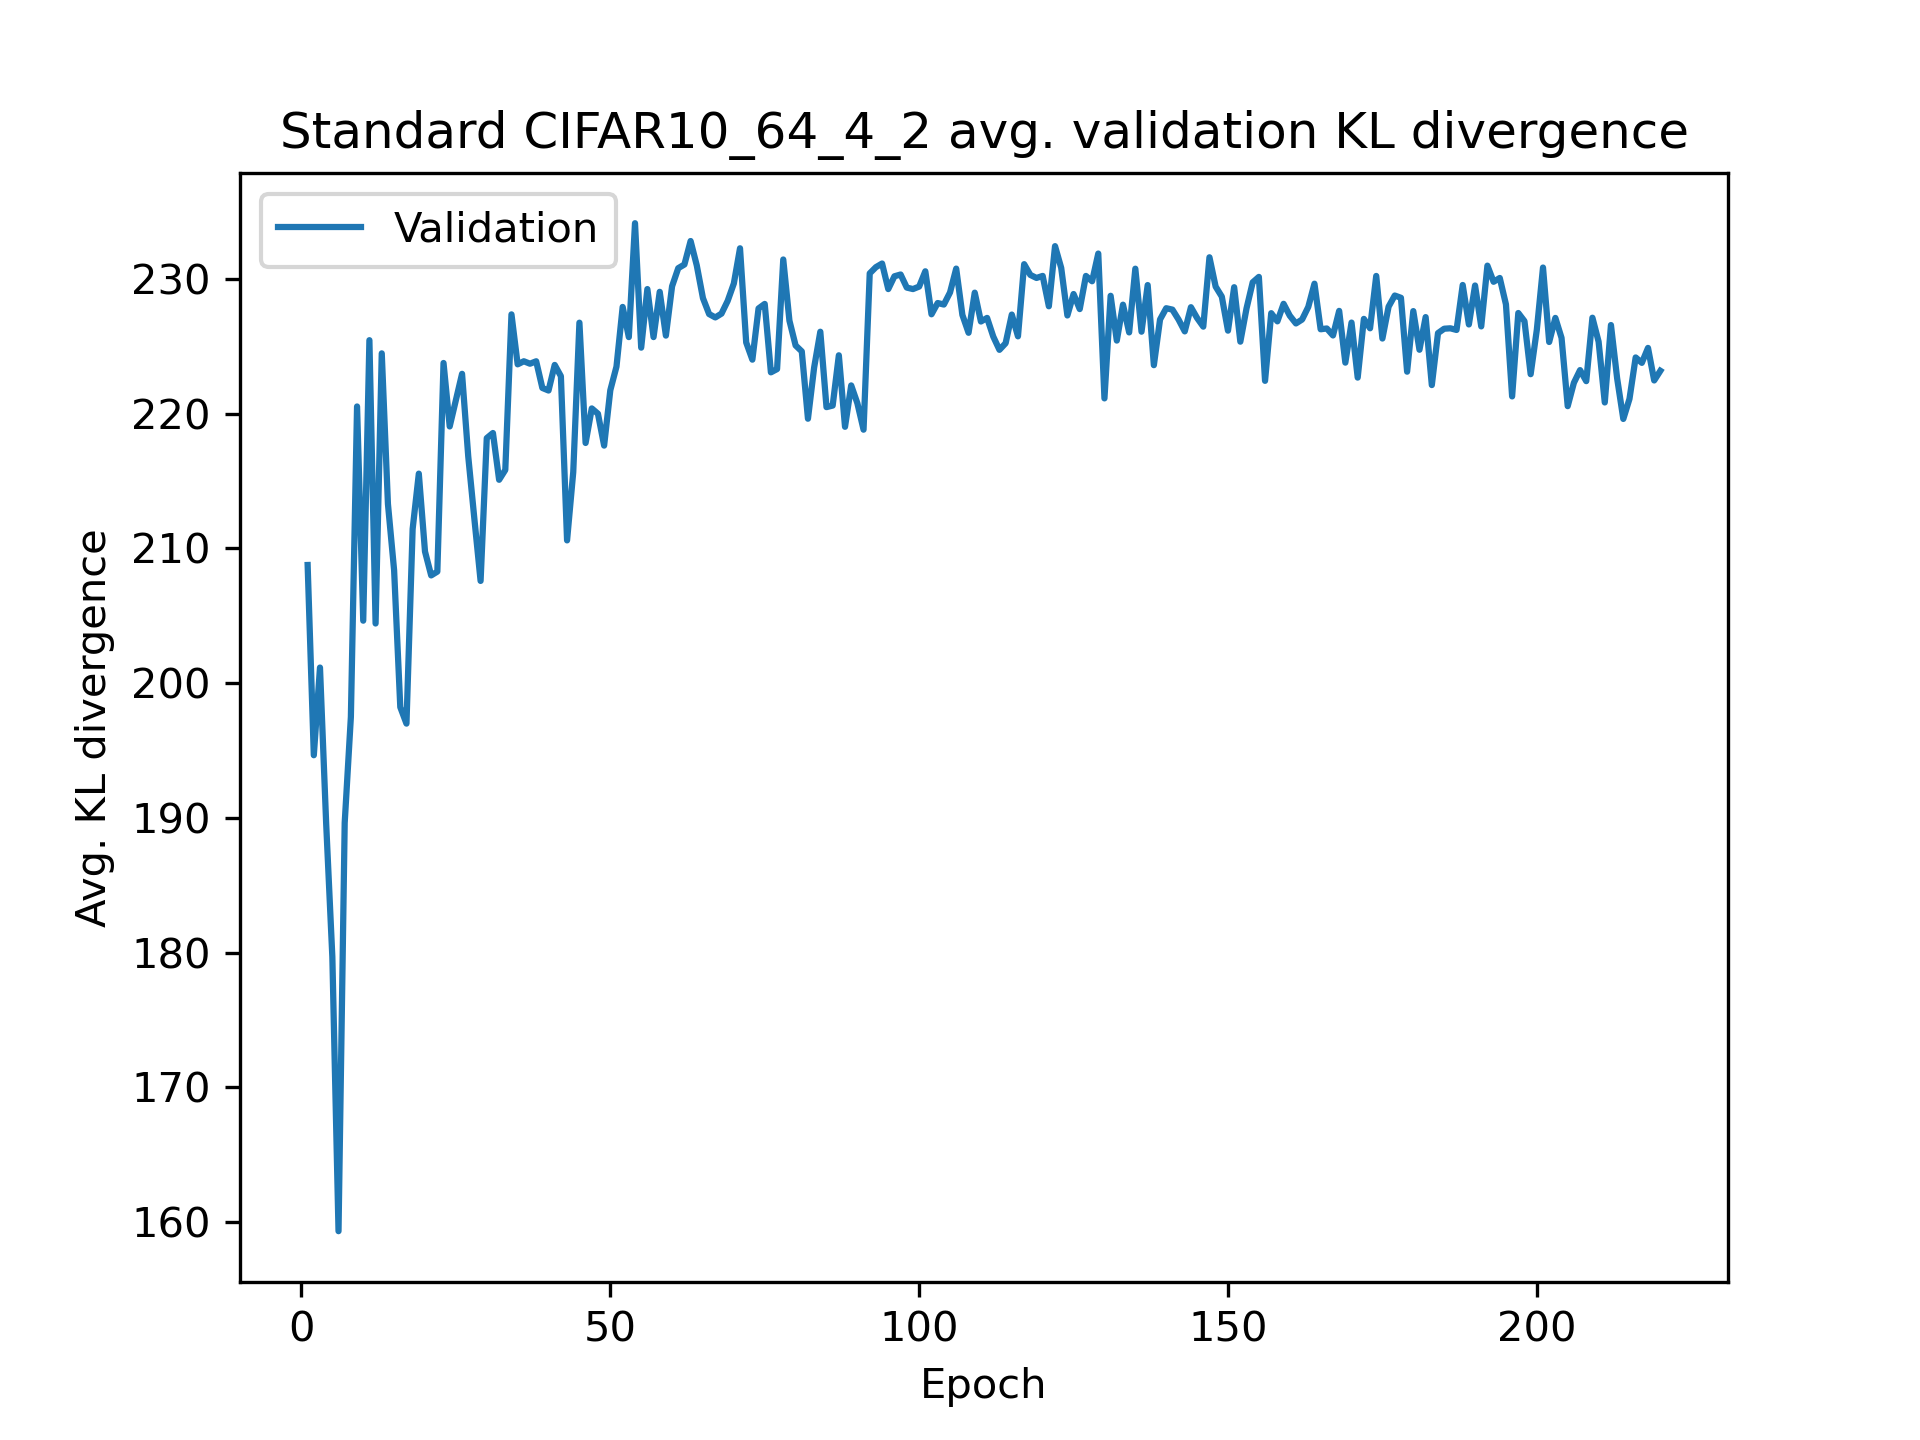 Standard CIFAR10_64_4_2 avg. validation KL divergence
Validation
230
220
210
200
190
180
170
160
Avg. KL divergence
0 50 100 150 200
Epoch